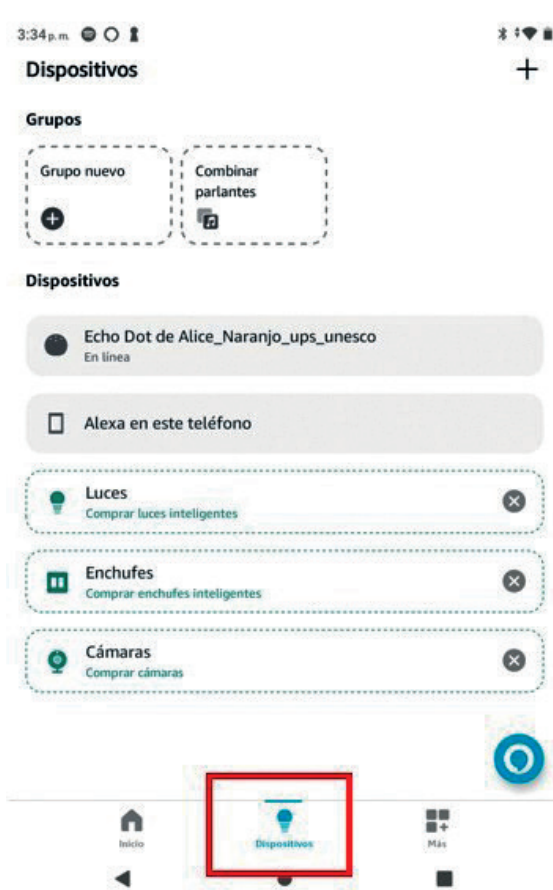 3:34 p. m.
Dispositivos
Grupos
Grupo nuevo
Combinar
parlantes
Dispositivos
Echo Dot de Alice_Naranjo_ups_unesco
En línea
Alexa en este teléfono
Luces
Comprar luces inteligentes
Enchufes
Comprar enchufes inteligentes
Cámaras
Comprar cámaras
Inicio
Dispositivos
Más